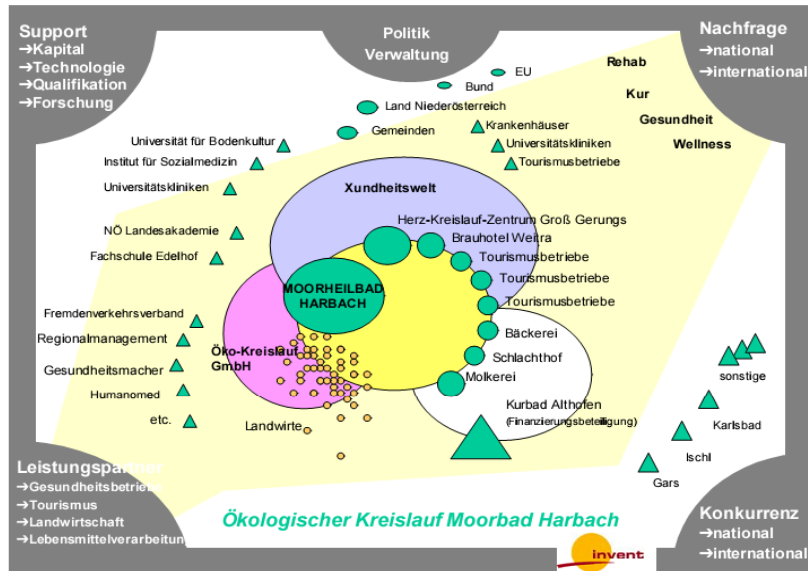 Support
➔Kapital
➔Technologie
➔Qualifikation
➔Forschung
Politik
Verwaltung
Nachfrage
➔national
➔international
Rehab
Kur
Gesundheit
Wellness
EU
Bund
Land Niederösterreich
Gemeinden
Krankenhäuser
Universitätskliniken
Tourismusbetriebe
Universität für Bodenkultur
Institut für Sozialmedizin
Universitätskliniken
NÖ Landesakademie
Fachschule Edelhof
Xundheitswelt
Herz-Kreislauf-Zentrum Groß Gerungs
Brauhotel Weitra
Tourismusbetriebe
Tourismusbetriebe
Tourismusbetriebe
Bäckerei
Schlachthof
Molkerei
MOORHEILBAD
HARBACH
Fremdenverkehrsverband
Regionalmanagement
Gesundheitsmacher
Humanomed
etc.
Öko-Kreislauf
GmbH
Landwirte
Kurbad Althofen
(Finanzierungsbeteiligung)
sonstige
Karlsbad
Ischl
Gars
Leistungspartner
➔Gesundheitsbetriebe
➔Tourismus
➔Landwirtschaft
➔Lebensmittelverarbeitung
Ökologischer Kreislauf Moorbad Harbach
invent
Konkurrenz
➔national
➔international